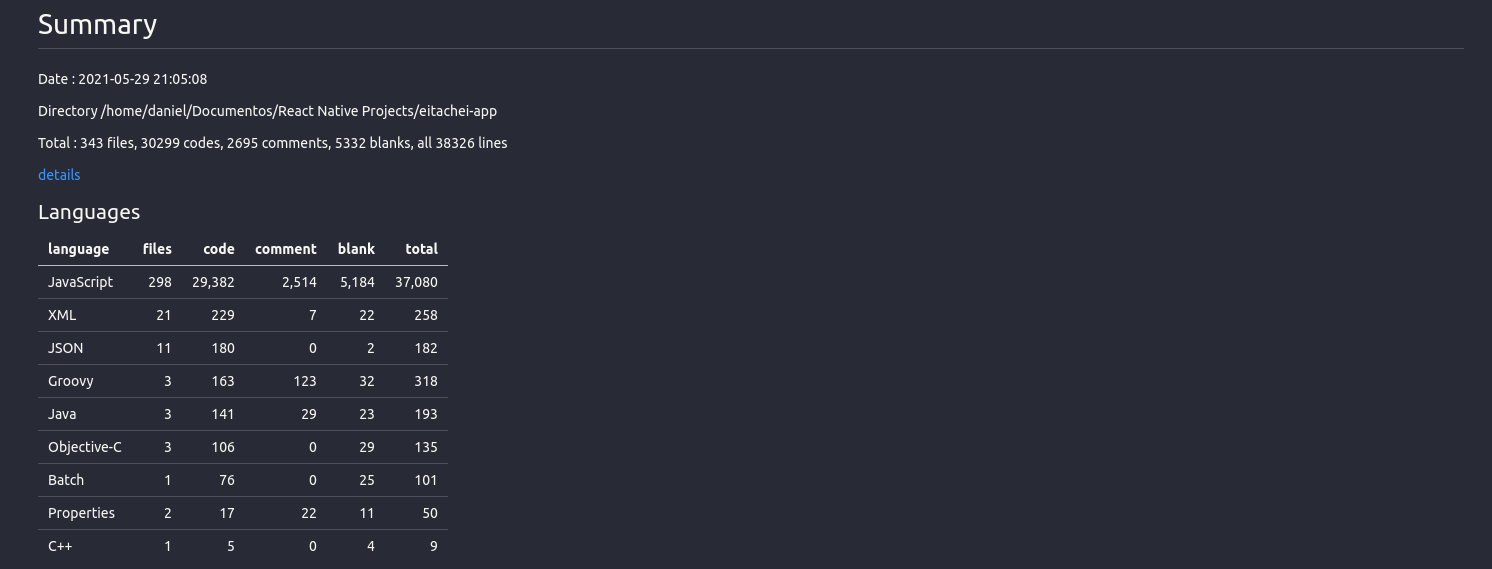 Summary
Date : 2021-05-29 21:05:08
Directory /home/daniel/Documentos/React Native Projects/eitachei-app
Total : 343 files, 30299 codes, 2695 comments, 5332 blanks, all 38326 lines
details
Languages
language files code comment blank total
JavaScript 298 29,382 2,514 5,184 37,080
XML 21 229 7 22 258
JSON 11 180 0 2 182
Groovy 3 163 123 32 318
Java 3 141 29 23 193
Objective-C 3 106 0 29 135
Batch 1 76 0 25 101
Properties 2 17 22 11 50
C++ 1 5 0 4 9